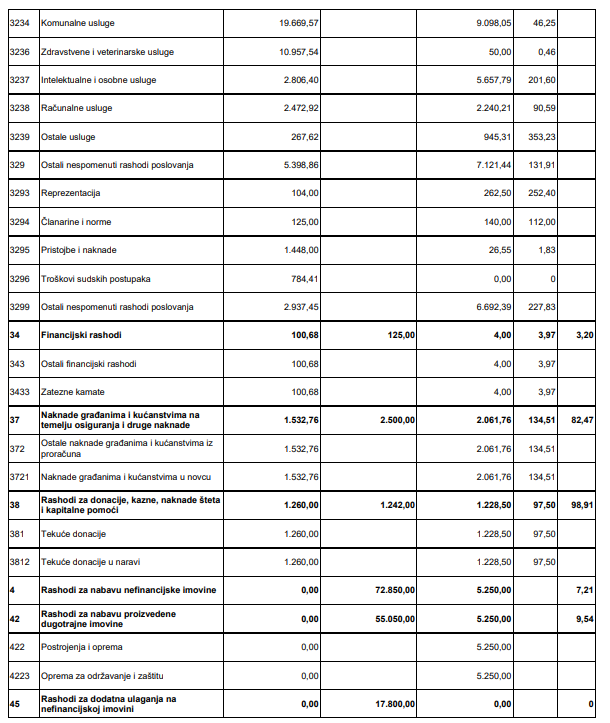 3234 Komunalne usluge 19.669,57 9.098,05 46,25
3236 Zdravstvene i veterinarske usluge 10.957,54 50,00 0,46
3237 Intelektualne i osobne usluge 2.806,40 5.657,79 201,60
3238 Računalne usluge 2.472,92 2.240,21 90,59
3239 Ostale usluge 267,62 945,31 353,23
329 Ostali nespomenuti rashodi poslovanja 5.398,86 7.121,44 131,91
3293 Reprezentacija 104,00 262,50 252,40
3294 Članarine i norme 125,00 140,00 112,00
3295 Pristojbe i naknade 1.448,00 26,55 1,83
3296 Troškovi sudskih postupaka 784,41 0,00 0
3299 Ostali nespomenuti rashodi poslovanja 2.937,45 6.692,39 227,83
34 Financijski rashodi 100,68 125,00 4,00 3,97 3,20
343 Ostali financijski rashodi 100,68 4,00 3,97
3433 Zatezne kamate 100,68 4,00 3,97
37 Naknade građanima i kućanstvima na
temelju osiguranja i druge naknade 1.532,76 2.500,00 2.061,76 134,51 82,47
372 Ostale naknade građanima i kućanstvima iz
proračuna 1.532,76 2.061,76 134,51
3721 Naknade građanima i kućanstvima u novcu 1.532,76 2.061,76 134,51
38 Rashodi za donacije, kazne, naknade šteta
i kapitalne pomoći 1.260,00 1.242,00 1.228,50 97,50 98,91
381 Tekuće donacije 1.260,00 1.228,50 97,50
3812 Tekuće donacije u naravi 1.260,00 1.228,50 97,50
4 Rashodi za nabavu nefinancijske imovine 0,00 72.850,00 5.250,00 7,21
42 Rashodi za nabavu proizvedene
dugotrajne imovine 0,00 55.050,00 5.250,00 9,54
422 Postrojenja i oprema 0,00 5.250,00
4223 Oprema za održavanje i zaštitu 0,00 5.250,00
45 Rashodi za dodatna ulaganja na
nefinancijskoj imovini 0,00 17.800,00 0,00 0